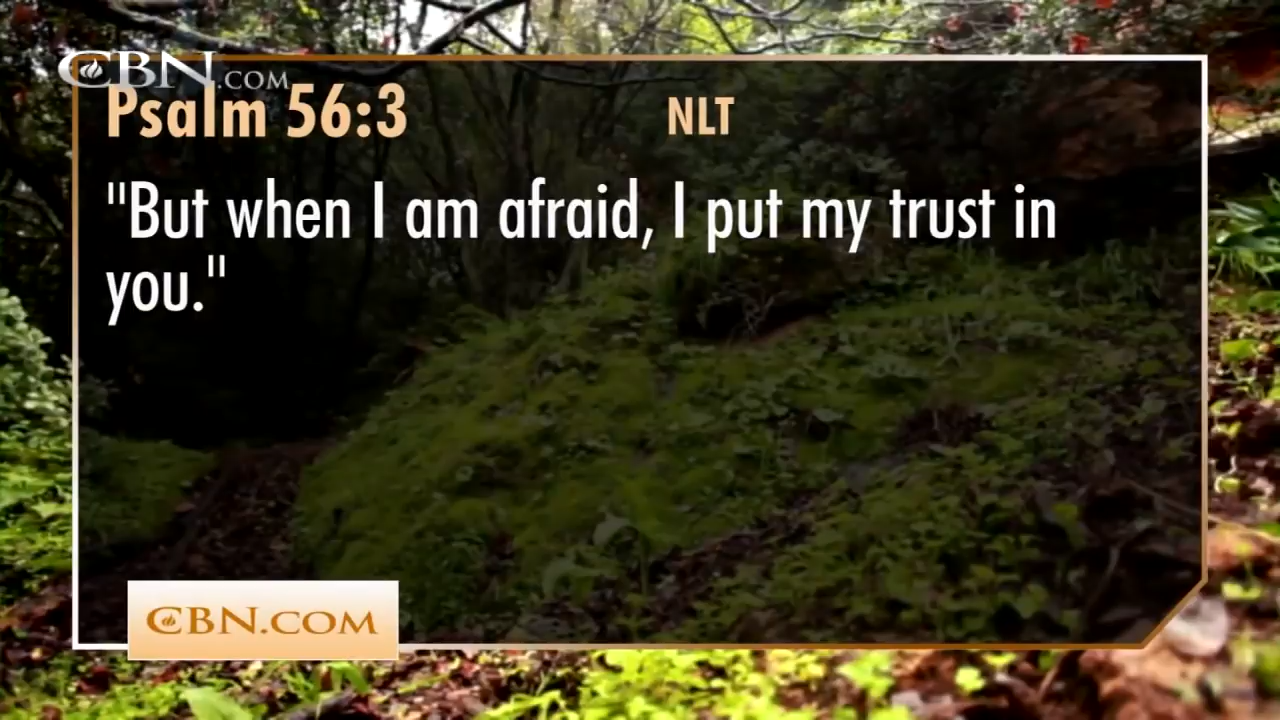 CBN.COM
Psalm 56:3 NLT
"But when I am afraid, I put my trust in
you."
CBN.COM